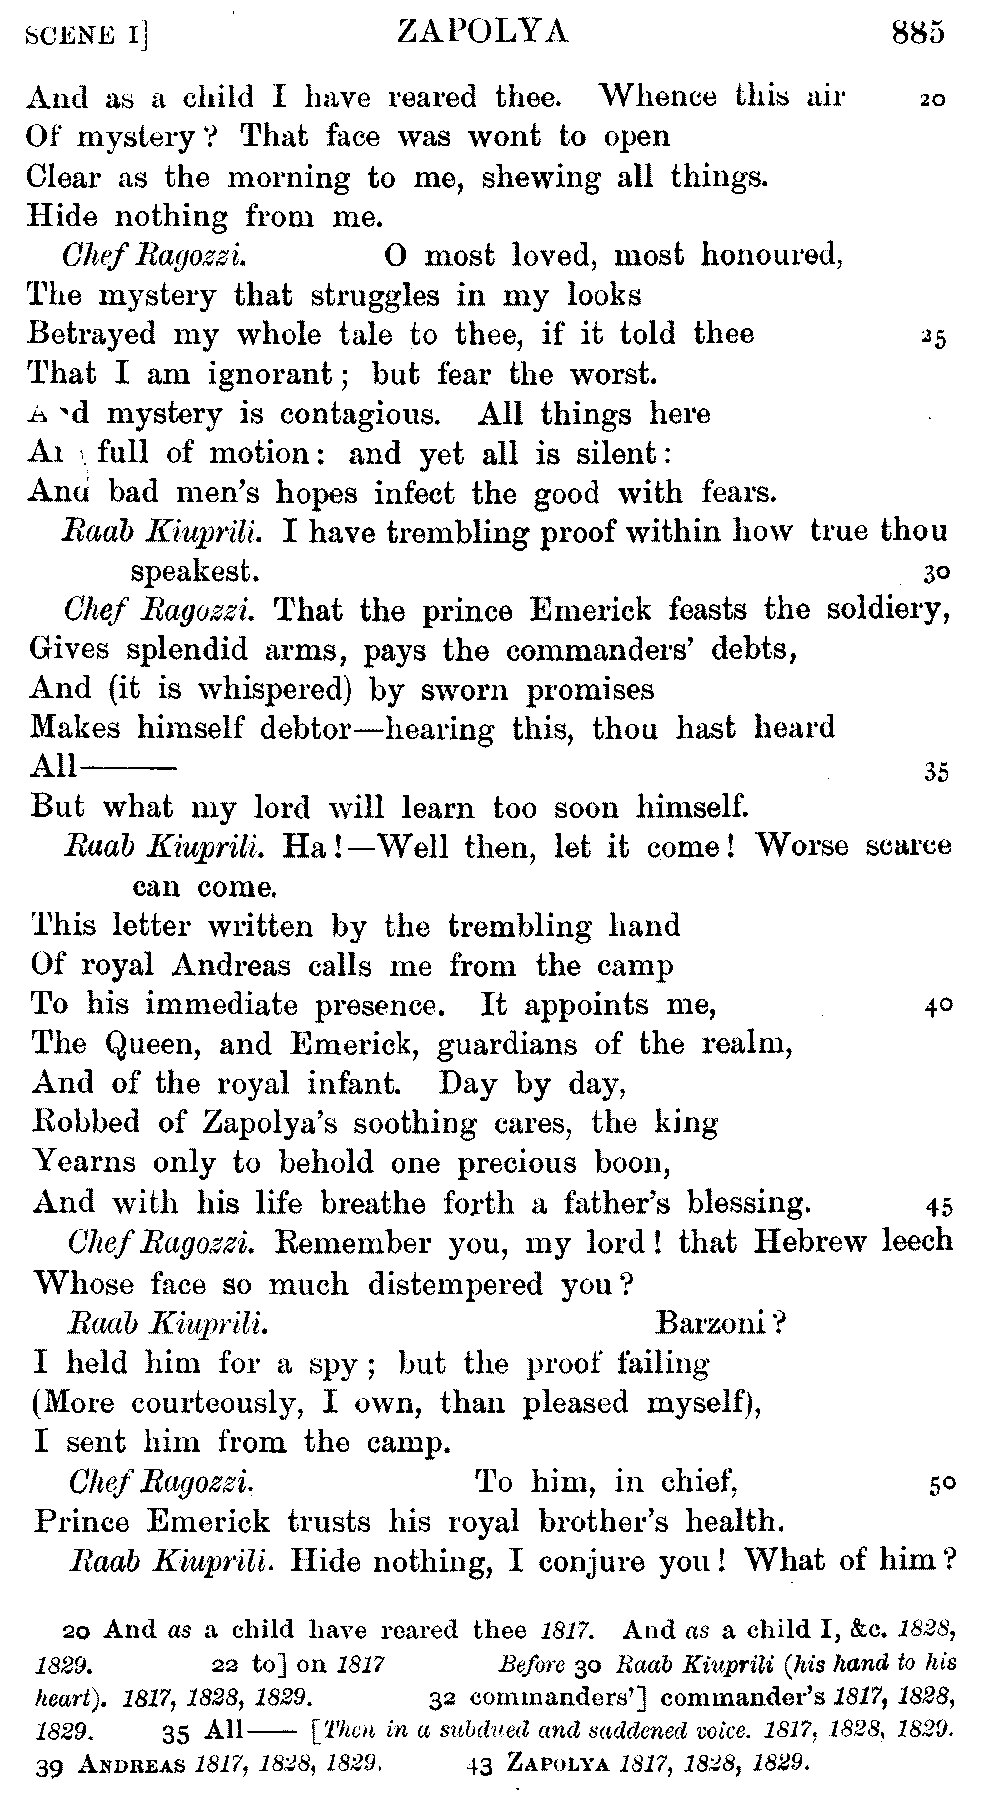 SCENE I] ZAPOLYA 885
And as a child I have reared thee. Whence this air 20
Of mystery? That face was wont to open
Clear as the morning to me, shewing all things.
Hide nothing from me.
Chef Ragozzi. O most loved, most honoured,
The mystery that struggles in my looks
Betrayed my whole tale to thee, if it told thee 25
That I am ignorant; but fear the worst.
And mystery is contagious. All things here
Are full of motion: and yet all is silent:
And bad men's hopes infect the good with fears.
Raab Kiuprili. I have trembling proof within how true thou
speakest. 30
Chef Ragozzi. That the prince Emerick feasts the soldiery,
Gives splendid arms, pays the commanders' debts,
And (it is whispered) by sworn promises
Makes himself debtor—hearing this, thou hast heard
All—— 35
But what my lord will learn too soon himself.
Raab Kiuprili. Ha!—Well then, let it come! Worse scarce
can come.
This letter written by the trembling hand
Of royal Andreas calls me from the camp
To his immediate presence. It appoints me, 40
The Queen, and Emerick, guardians of the realm,
And of the royal infant. Day by day,
Robbed of Zapolya's soothing cares, the king
Yearns only to behold one precious boon,
And with his life breathe forth a father's blessing. 45
Chef Ragozzi. Remember you, my lord! that Hebrew leech
Whose face so much distempered you?
Raab Kiuprili. Barzoni?
I held him for a spy; but the proof failing
(More courteously, I own, than pleased myself),
I sent him from the camp.
Chef Ragozzi. To him, in chief, 50
Prince Emerick trusts his royal brother's health.
Raab Kiuprili. Hide nothing, I conjure you! What of him?
20 And as a child have reared thee 1817. And as a child I, &c. 1828,
1829. 22 to] on 1817 Before 30 Raab Kiuprili (his hand to his
heart). 1817, 1828, 1829. 32 commanders'] commander's 1817, 1828,
1829. 35 All—— [Then in a subdued and saddened voice. 1817, 1828, 1829.
39 ANDREAS 1817, 1828, 1829. 43 ZAPOLYA 1817, 1828, 1829.